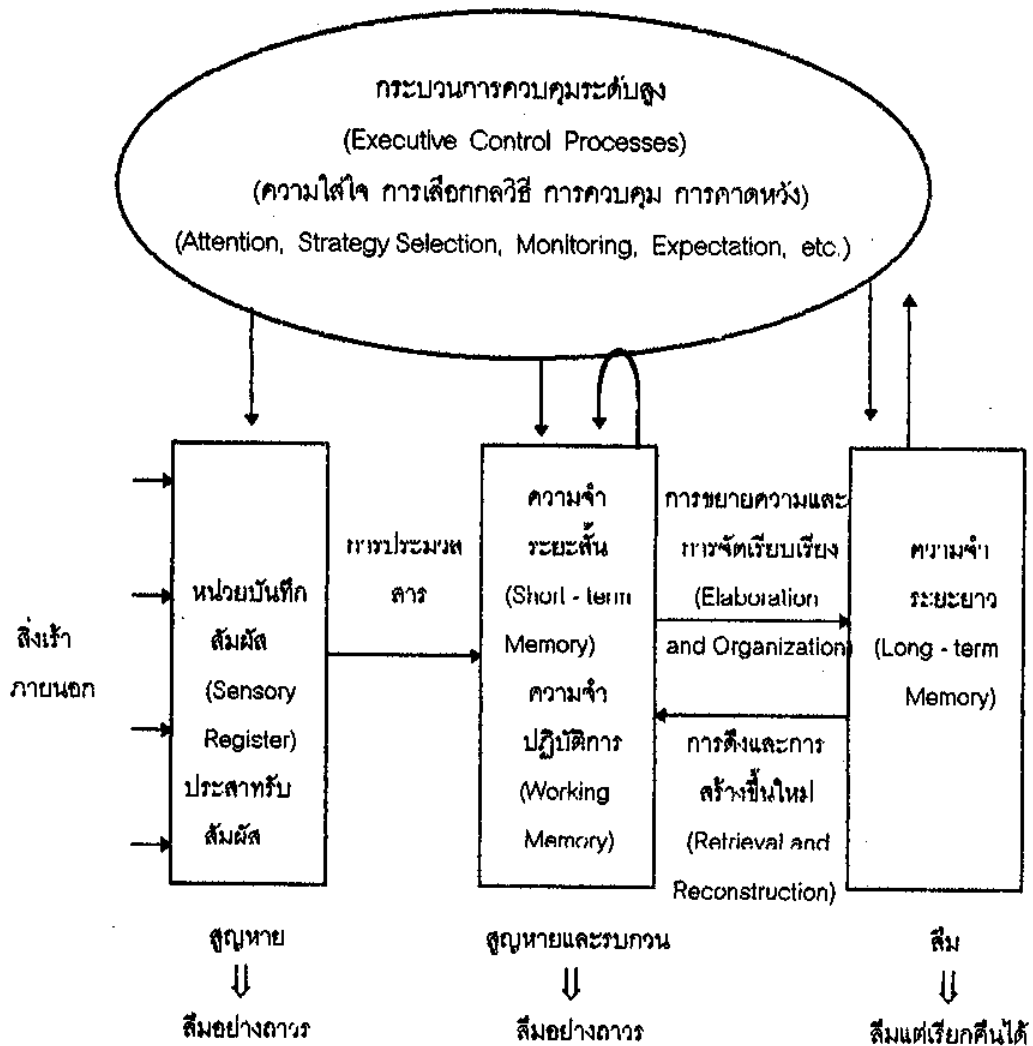 กระบวนการควบคุมระดับสูง
(Executive Control Processes)
(ความใส่ใจ การเลือกกลวิธี การควบคุม การคาดหวัง)
(Attention, Strategy Selection, Monitoring, Expectation, etc.)
สิ่งเร้า
ภายนอก
หน่วยบันทึก
สัมผัส
(Sensory
Register)
ประสาทรับ
สัมผัส
การประมวล
สาร
ความจำ
ระยะสั้น
(Short - term
Memory)
ความจำ
ปฏิบัติการ
(Working
Memory)
การขยายความและ
การจัดเรียบเรียง
(Elaboration
and Organization)
การดึงและการ
สร้างขึ้นใหม่
(Retrieval and
Reconstruction)
ความจำ
ระยะยาว
(Long - term
Memory)
สูญหาย
ลืมอย่างถาวร
สูญหายและรบกวน
ลืมอย่างถาวร
ลืม
ลืมแต่เรียกคืนได้